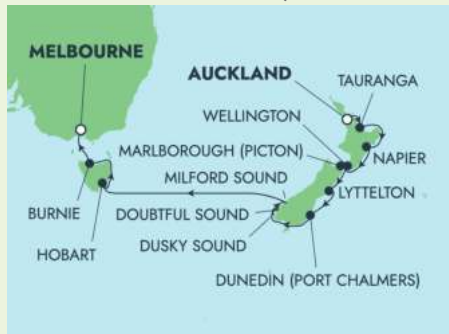 MELBOURNE
AUCKLAND
TAURANGA
WELLINGTON
MARLBOROUGH (PICTON)
NAPIER
MILFORD SOUND
LYTTELTON
BURNIE
DOUBTFUL SOUND
HOBART
DUSKY SOUND
DUNEDIN (PORT CHALMERS)